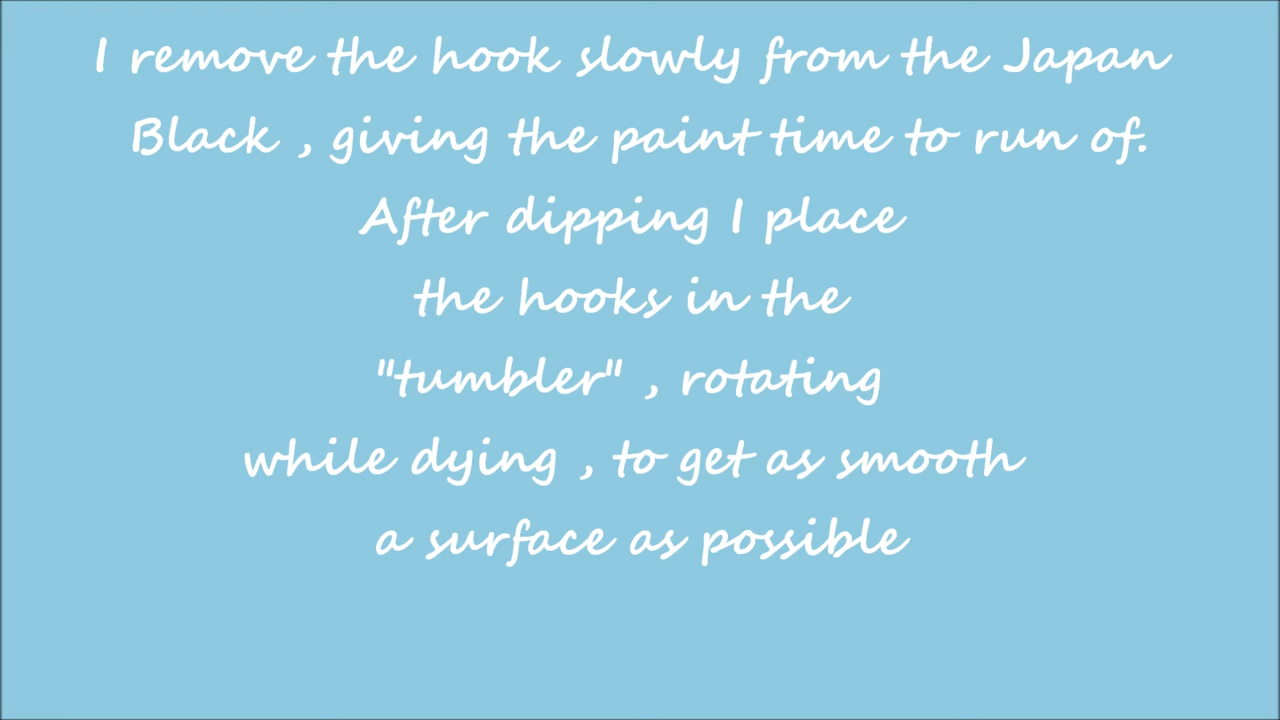 I remove the hook slowly from the Japan
Black , giving the paint time to run of.
After dipping I place
the hooks in the
"tumbler" , rotating
while dying , to get as smooth
a surface as possible